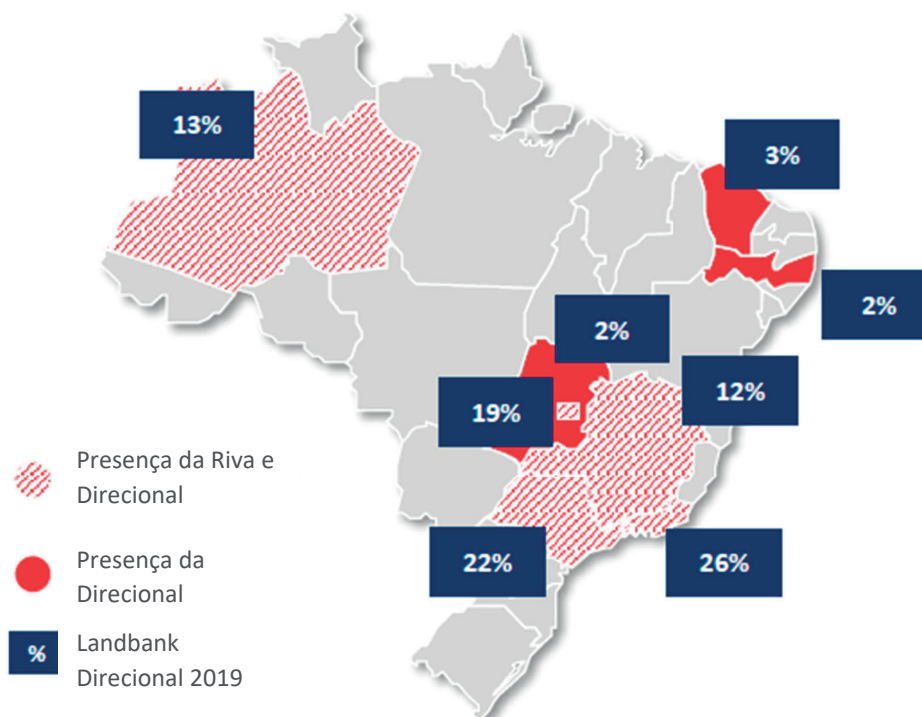 13%
3%
2%
2%
12%
19%
22%
26%
Presença da Riva e
Direcional
Presença da
Direcional
%
Landbank
Direcional 2019